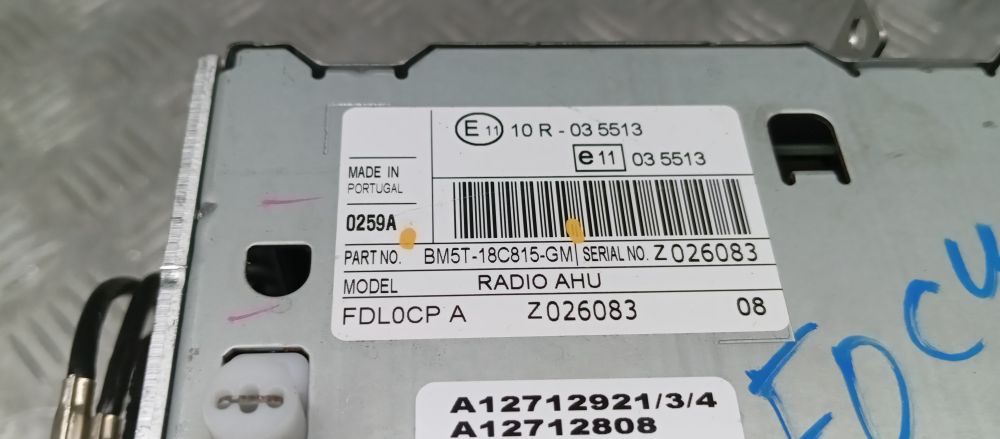 E 11 10 R - 03 5513
e 11 03 5513
MADE IN
PORTUGAL
0259A
PART NO. BM5T-18C815-GM SERIAL NO. Z026083
MODEL RADIO AHU
FDL0CP A Z026083 08
A12712921/3/4
A12712808